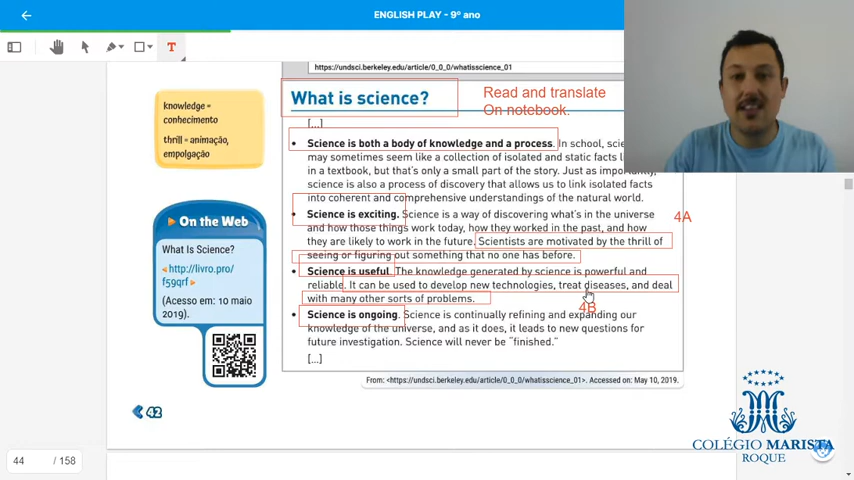 ENGLISH PLAY - 9º ano
T
https://undsci.berkeley.edu/article/0_0_0/whatisscience_01
knowledge =
conhecimento
thrill = animação,
empolgação
What is science?
Read and translate
On notebook.
[...]
• Science is both a body of knowledge and a process. In school,
may sometimes seem like a collection of isolated and static facts
in a textbook, but that's only a small part of the story. Just as importantly,
science is also a process of discovery that allows us to link isolated facts
into coherent and comprehensive understandings of the natural world.
• Science is exciting. Science is a way of discovering what's in the universe
and how those things work today, how they worked in the past, and how
they are likely to work in the future. Scientists are motivated by the thrill of
seeing or figuring out something that no one has before.
4A
• Science is useful. The knowledge generated by science is powerful and
reliable. It can be used to develop new technologies, treat diseases, and deal
with many other sorts of problems.
4B
• Science is ongoing. Science is continually refining and expanding our
knowledge of the universe, and as it does, it leads to new questions for
future investigation. Science will never be "finished."
[...]
From: <https://undsci.berkeley.edu/article/0_0_0/whatisscience_01>. Accessed on: May 10, 2019.
On the Web
What Is Science?
<http://livro.pro/
f59qrf>
(Acesso em: 10 maio
2019).
42
44 / 158
COLÉGIO MARISTA
ROQUE